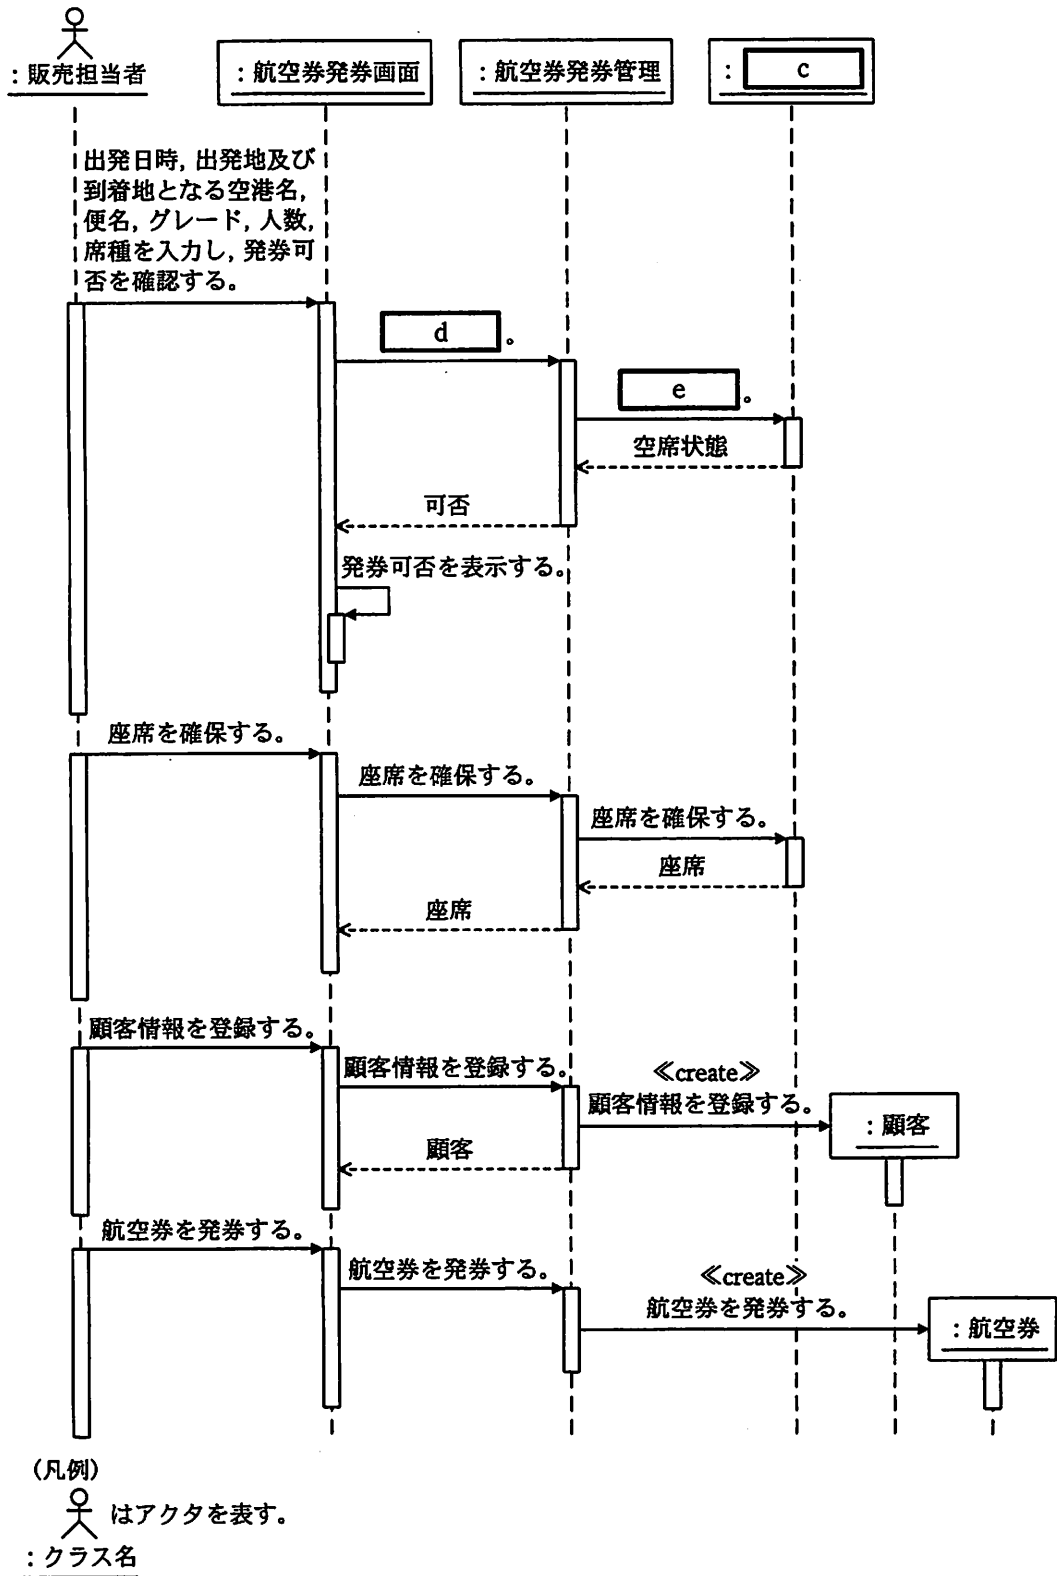 ：販売担当者
：航空券発券画面
：航空券発券管理
： c
出発日時，出発地及び
到着地となる空港名，
便名，グレード，人数，
席種を入力し，発券可
否を確認する。
d 。
e 。
空席状態
可否
発券可否を表示する。
座席を確保する。
座席を確保する。
座席を確保する。
座席
座席
顧客情報を登録する。
顧客情報を登録する。
≪create≫
顧客情報を登録する。
：顧客
顧客
航空券を発券する。
航空券を発券する。
≪create≫
航空券を発券する。
：航空券
(凡例)
はアクタを表す。
：クラス名